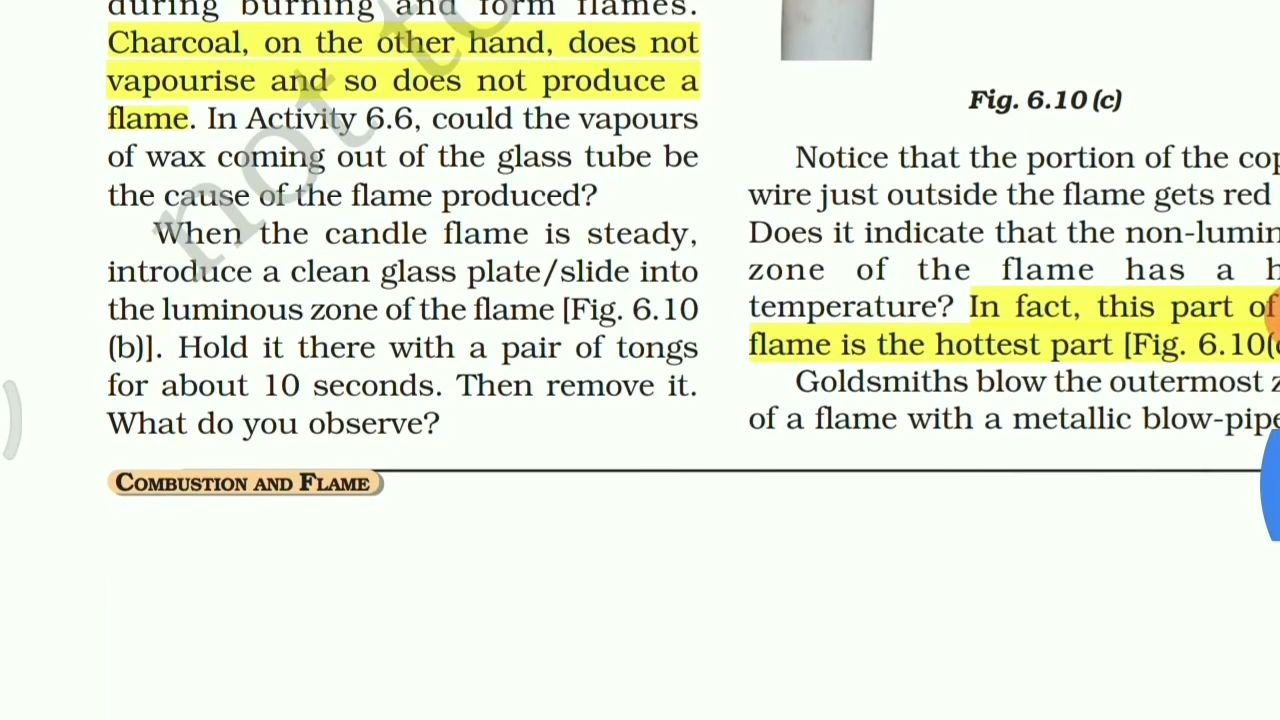 during burning and form flames.
Charcoal, on the other hand, does not
vapourise and so does not produce a
flame. In Activity 6.6, could the vapours
of wax coming out of the glass tube be
the cause of the flame produced?
When the candle flame is steady,
introduce a clean glass plate/slide into
the luminous zone of the flame [Fig. 6.10
(b)]. Hold it there with a pair of tongs
for about 10 seconds. Then remove it.
What do you observe?
COMBUSTION AND FLAME
Fig. 6.10 (c)
Notice that the portion of the
wire just outside the flame gets red
Does it indicate that the
zone of the flame has a
temperature? In fact, this part of
flame is the hottest part [Fig. 6.10(
Goldsmiths blow the outermost
of a flame with a metallic
not to